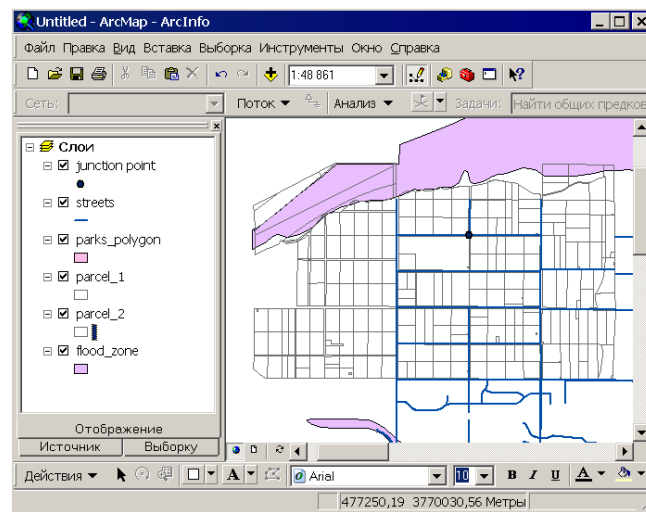 Untitled - ArcMap - ArcInfo
Файл Правка Вид Вставка Выборка Инструменты Окно Справка
1:48 861
Сеть: Поток Анализ Задачи: Найти общих предков
Слои
junction point
streets
parks_polygon
parcel_1
parcel_2
flood_zone
Отображение
Источник Выборку
Действия A Arial 10 B I U A
477250,19 3770030,56 Метры